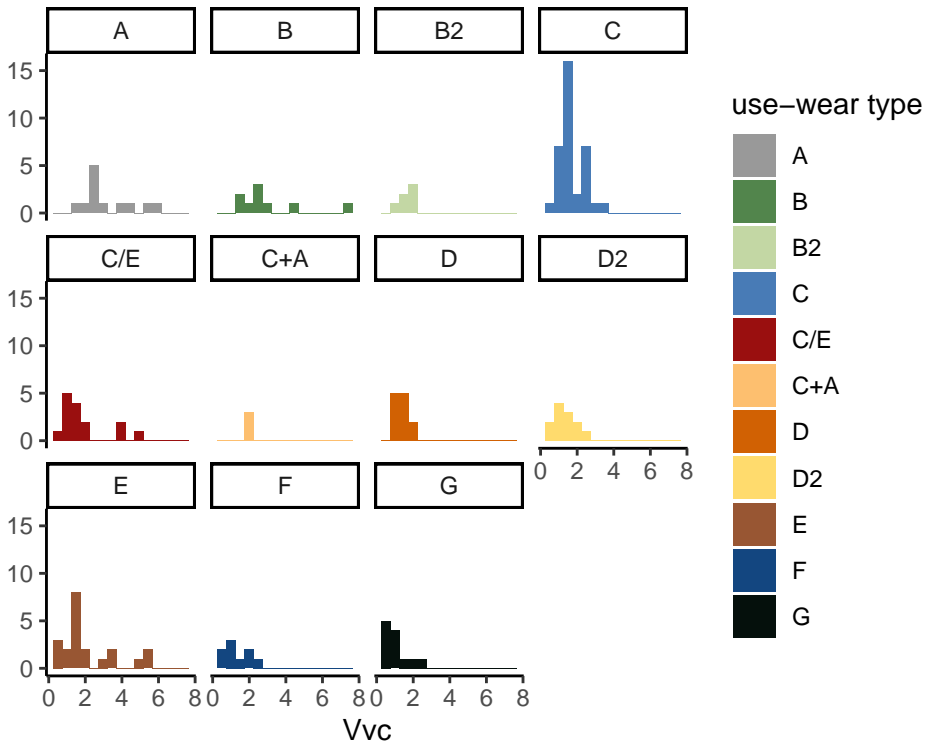 A B B2 C
15
10
5
0
C/E C+A D D2
15
10
5
0
0 2 4 6 8
E F G
15
10
5
0
0 2 4 6 8 0 2 4 6 8 0 2 4 6 8
Vvc
use−wear type
A
B
B2
C
C/E
C+A
D
D2
E
F
G